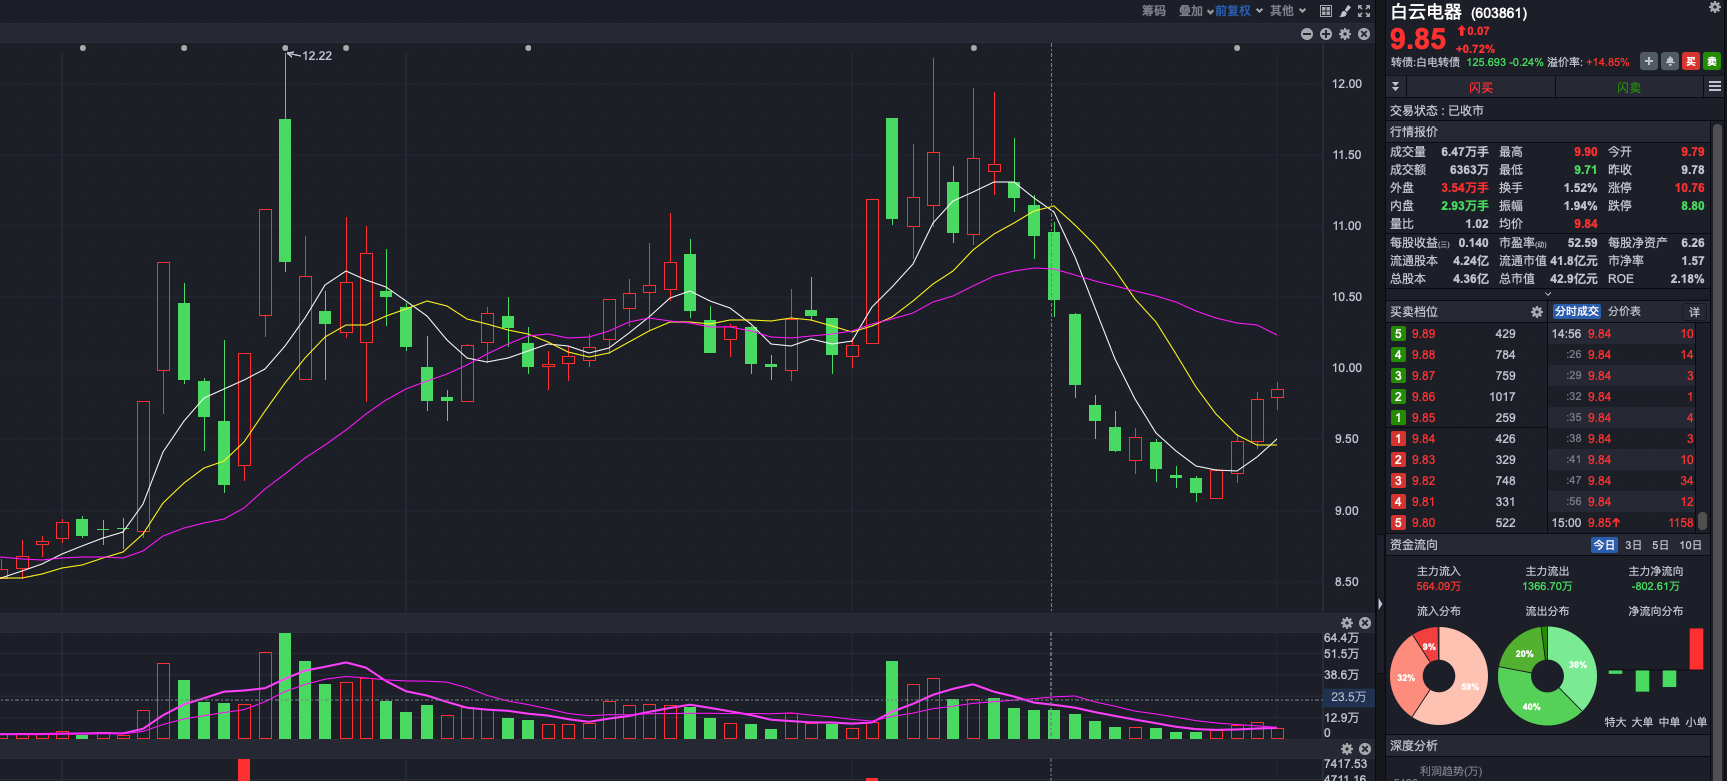 筹码 叠加 前复权 其他
12.22
12.00
11.50
11.00
10.50
10.00
9.50
9.00
8.50
64.4万
51.5万
38.6万
23.5万
12.9万
0
7417.53
4711.16
白云电器 (603861)
9.85 0.07
+0.72%
转债:白电转债 125.693 -0.24% 溢价率: +14.85% 买 卖
闪买 闪卖
交易状态 : 已收市
行情报价
成交量 6.47万手 最高 9.90 今开 9.79
成交额 6363万 最低 9.71 昨收 9.78
外盘 3.54万手 换手 1.52% 涨停 10.76
内盘 2.93万手 振幅 1.94% 跌停 8.80
量比 1.02 均价 9.84
每股收益(三) 0.140 市盈率(动) 52.59 每股净资产 6.26
流通股本 4.24亿 流通市值 41.8亿元 市净率 1.57
总股本 4.36亿 总市值 42.9亿元 ROE 2.18%
买卖档位 分时成交 分价表 详
5 9.89 429 14:56 9.84 10
4 9.88 784 :26 9.84 14
3 9.87 759 :29 9.84 3
2 9.86 1017 :32 9.84 1
1 9.85 259 :35 9.84 4
1 9.84 426 :38 9.84 3
2 9.83 329 :41 9.84 10
3 9.82 748 :47 9.84 34
4 9.81 331 :56 9.84 12
5 9.80 522 15:00 9.85↑ 1158
资金流向 今日 3日 5日 10日
主力流入 主力流出 主力净流向
564.09万 1366.70万 -802.61万
流入分布 流出分布 净流向分布
9% 32% 59%
20% 38% 40%
特大 大单 中单 小单
深度分析
利润趋势(万)